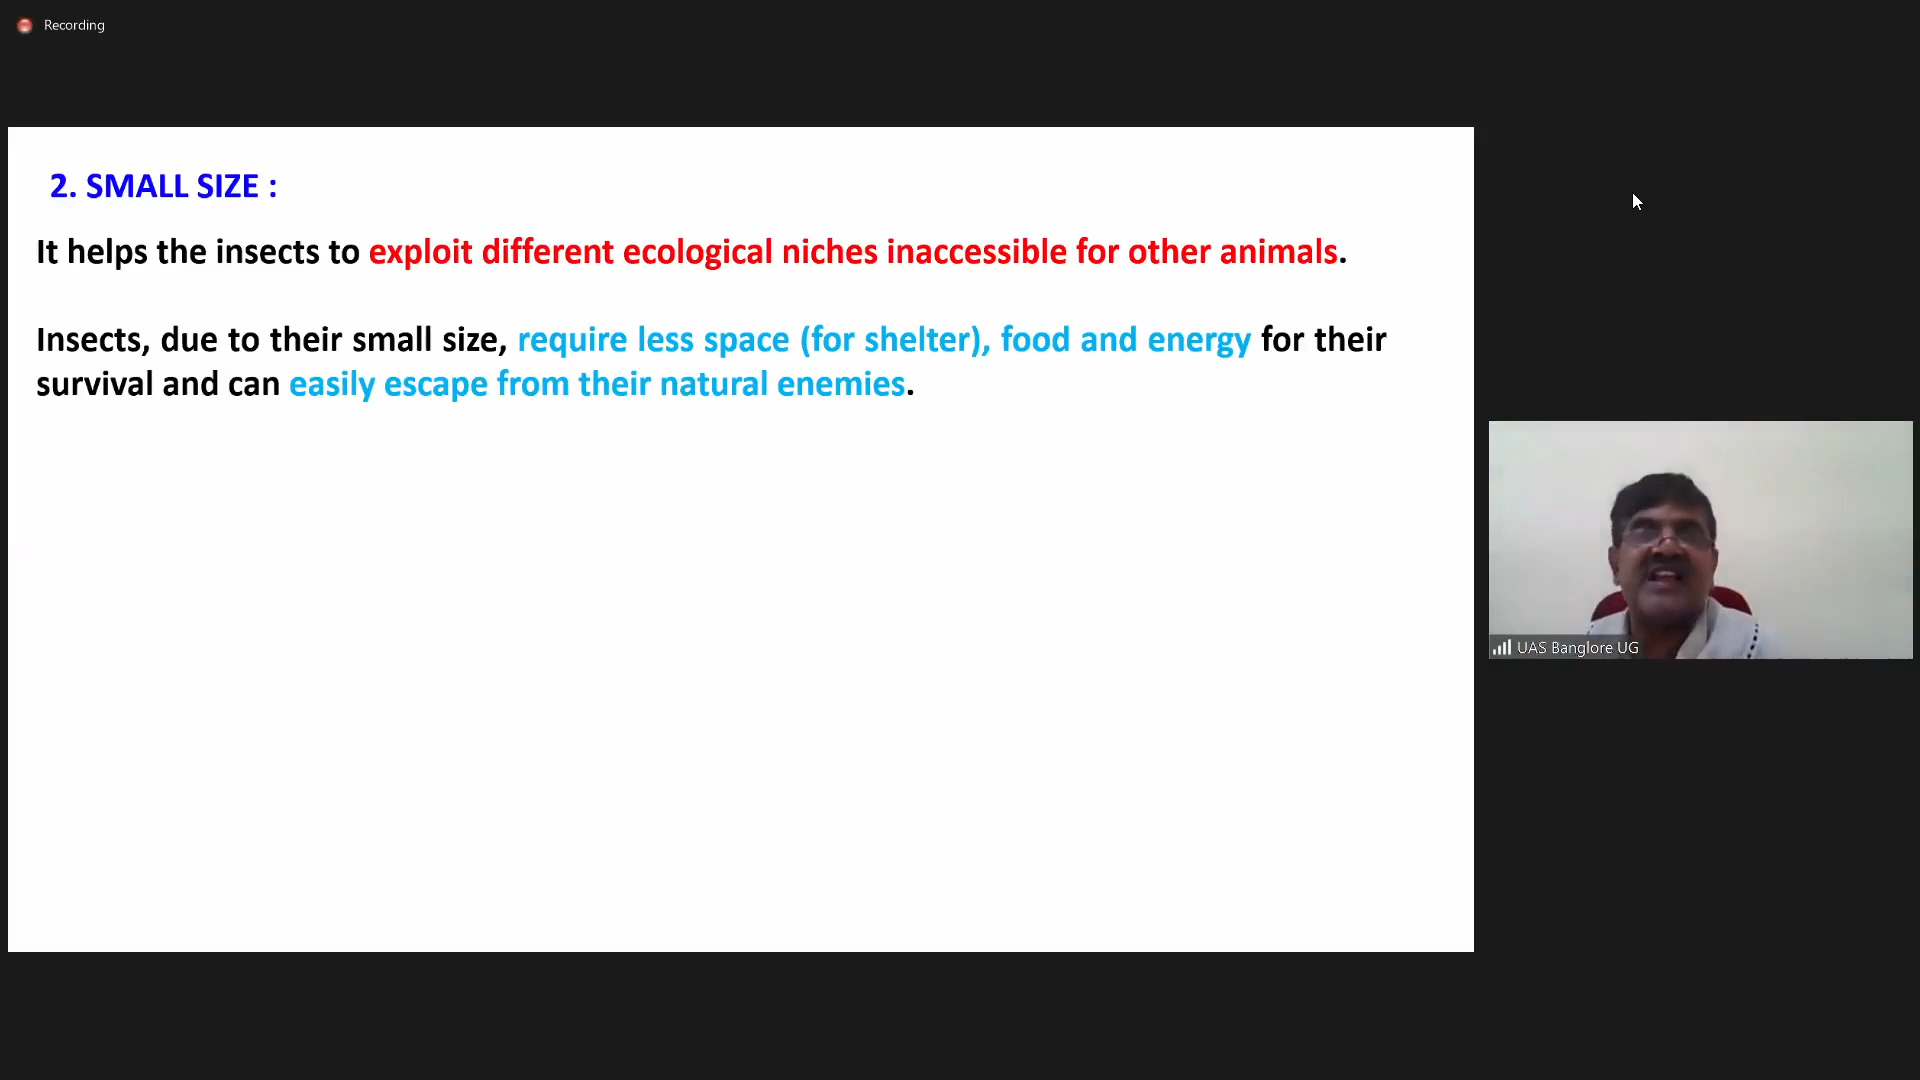 Recording
2. SMALL SIZE :
It helps the insects to exploit different ecological niches inaccessible for other animals.
Insects, due to their small size, require less space (for shelter), food and energy for their
survival and can easily escape from their natural enemies.
UAS Banglore UG